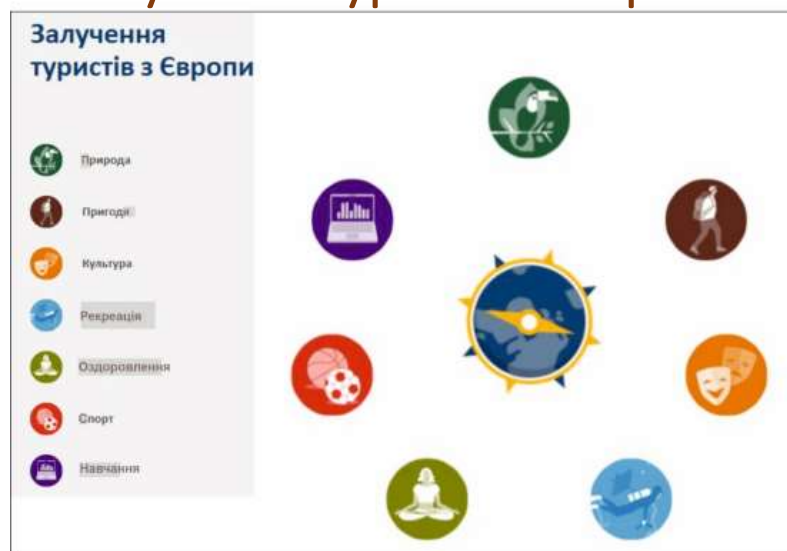 Залучення
туристів з Європи
Природа
Пригоди
Культура
Рекреація
Оздоровлення
Спорт
Навчання